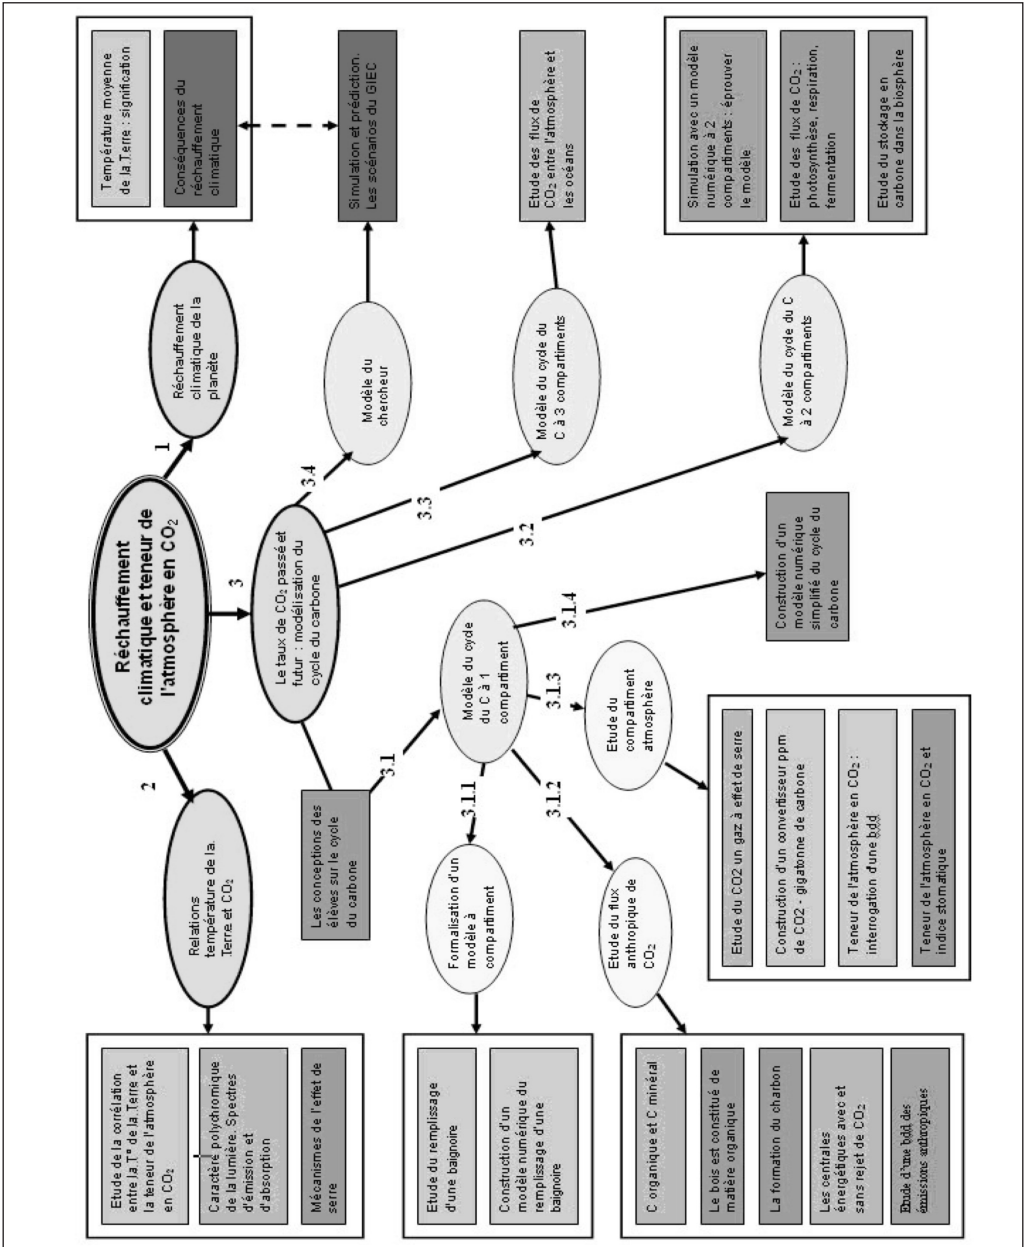 Réchauffement
climatique et teneur de
l'atmosphère en CO₂
1
Réchauffement
climatique de la
planète
Température moyenne
de la Terre : signification
Conséquences du
réchauffement
climatique
2
Relations
température de la
Terre et CO₂
Etude de la corrélation
entre la T° de la Terre et
la teneur de l'atmosphère
en CO₂
Caractère polychromique
de la lumière. Spectres
d'émission et
d'absorption
Mécanismes de l'effet de
serre
3
Le taux de CO₂ passé et
futur : modélisation du
cycle du carbone
Les conceptions des
élèves sur le cycle
du carbone
3.1
Modèle du cycle
du C à 1
compartiment
3.1.1
Formalisation d'un
modèle à
compartiment
Etude du remplissage
d'une baignoire
Construction d'un
modèle numérique du
remplissage d'une
baignoire
3.1.2
Etude du flux
anthropique de
CO₂
C organique et C minéral
Le bois est constitué de
matière organique
La formation du charbon
Les centrales
énergétiques avec et
sans rejet de CO₂
Etude d'une bdd des
émissions anthropiques
3.1.3
Etude du
compartiment
atmosphère
Etude du CO2 un gaz à effet de serre
Construction d'un convertisseur ppm
de CO2 - gigatonne de carbone
Teneur de l'atmosphère en CO₂ :
interrogation d'une bdd
Teneur de l'atmosphère en CO₂ et
indice stomatique
3.1.4
Construction d'un
modèle numérique
simplifié du cycle du
carbone
3.2
Modèle du cycle du C
à 2 compartiments
Simulation avec un modèle
numérique à 2
compartiments : éprouver
le modèle
Etude des flux de CO₂ :
photosynthèse, respiration,
fermentation
Etude du stockage en
carbone dans la biosphère
3.3
Modèle du cycle du
C à 3 compartiments
Etude des flux de
CO₂ entre l'atmosphère et
les océans
3.4
Modèle du
chercheur
Simulation et prédiction.
Les scénarios du GIEC